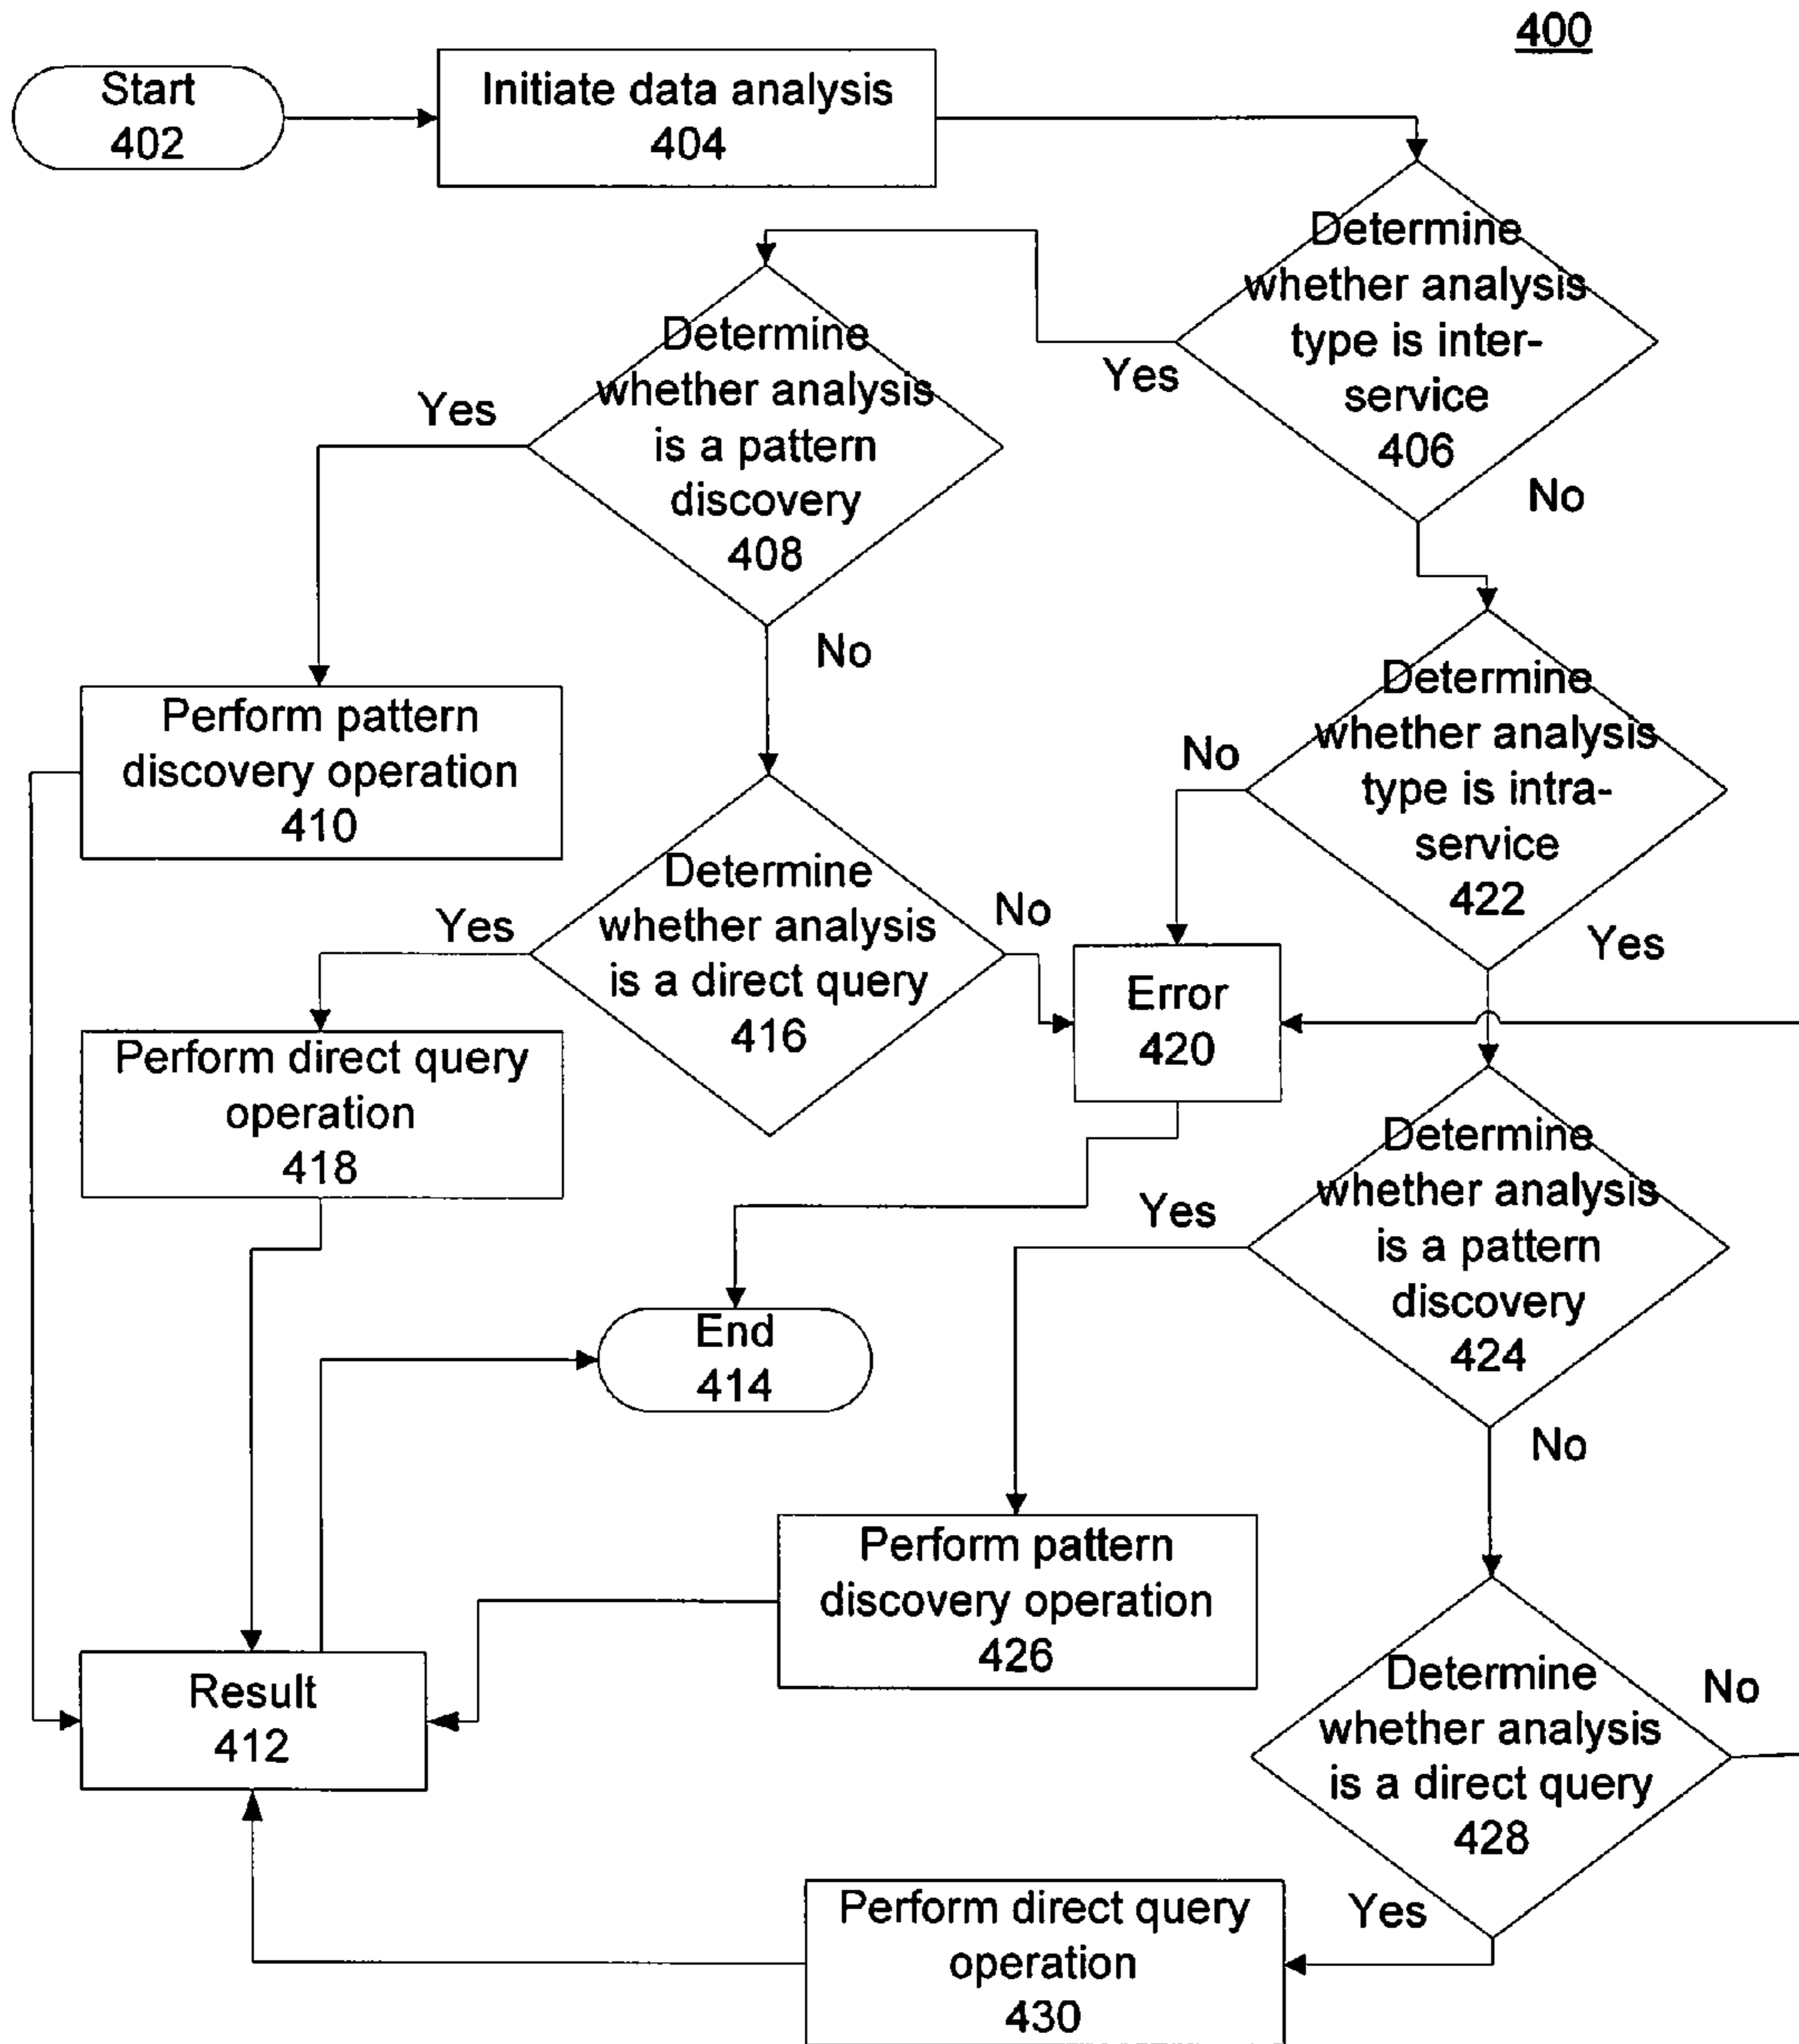 400
Start
402
Initiate data analysis
404
Determine
whether analysis
type is inter-
service
406
Yes
No
Determine
whether analysis
is a pattern
discovery
408
Yes
No
Perform pattern
discovery operation
410
Determine
whether analysis
type is intra-
service
422
No
Yes
Determine
whether analysis
is a direct query
416
Yes
No
Error
420
Perform direct query
operation
418
Determine
whether analysis
is a pattern
discovery
424
Yes
No
End
414
Perform pattern
discovery operation
426
Result
412
Determine
whether analysis
is a direct query
428
No
Yes
Perform direct query
operation
430